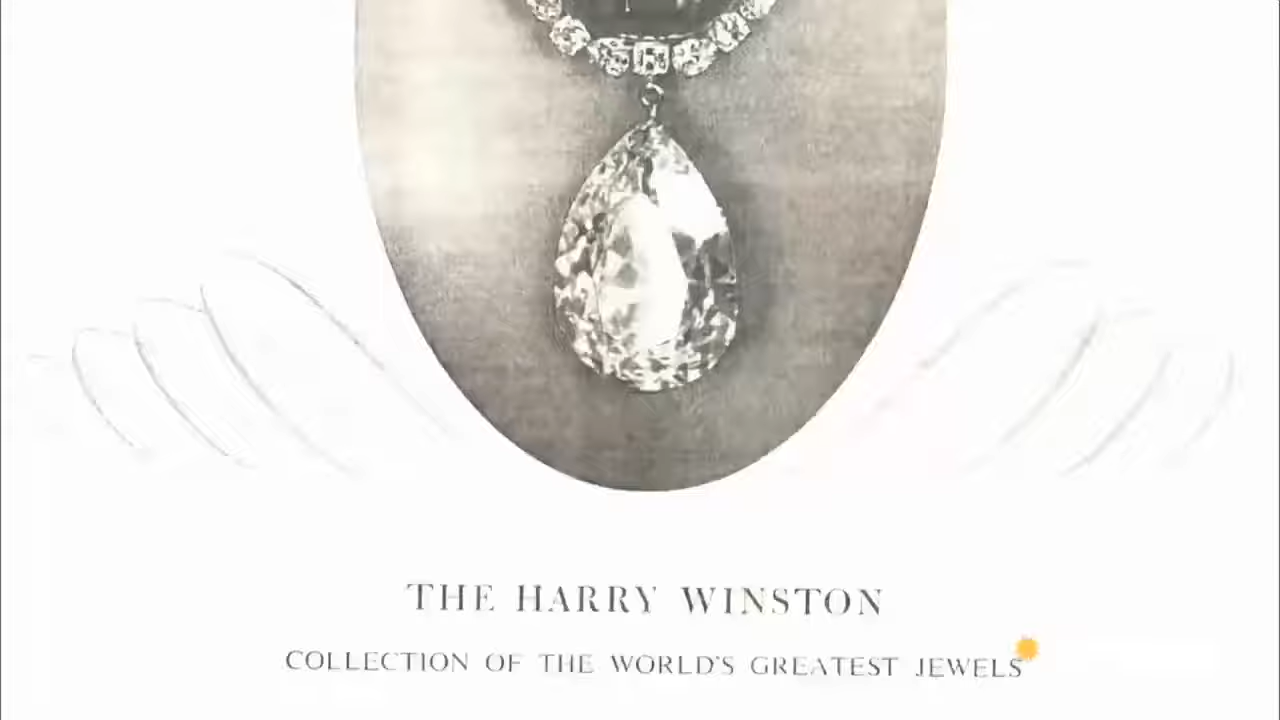 THE HARRY WINSTON
COLLECTION OF THE WORLD'S GREATEST JEWELS